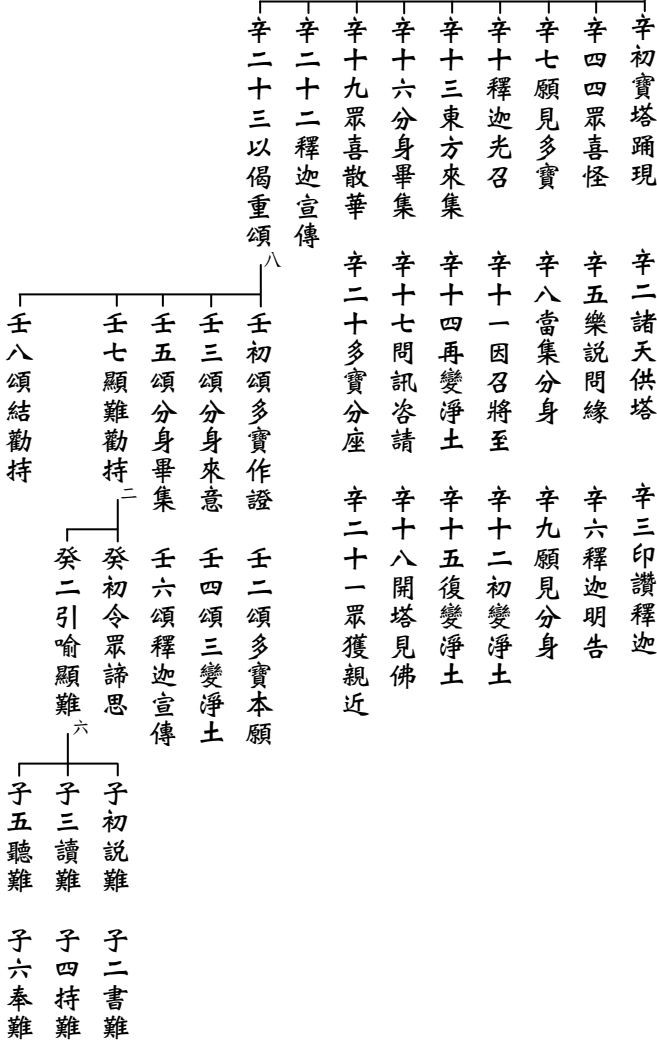 辛初寶塔踊現
辛二諸天供塔
辛三印讚釋迦
辛四四眾喜怪
辛五樂說問緣
辛六釋迦明告
辛七願見多寶
辛八當集分身
辛九願見分身
辛十釋迦光召
辛十一因召將至
辛十二初變淨土
辛十三東方來集
辛十四再變淨土
辛十五復變淨土
辛十六分身畢集
辛十七問訊咨請
辛十八開塔見佛
辛十九眾喜散華
辛二十多寶分座
辛二十一眾獲親近
辛二十二釋迦宣傳
辛二十三以偈重頌
八
壬初頌多寶作證
壬二頌多寶本願
壬三頌分身來意
壬四頌三變淨土
壬五頌分身畢集
壬六頌釋迦宣傳
壬七顯難勸持
二
壬八頌結勸持
癸初令眾諦思
癸二引喻顯難
六
子初說難
子二書難
子三讀難
子四持難
子五聽難
子六奉難